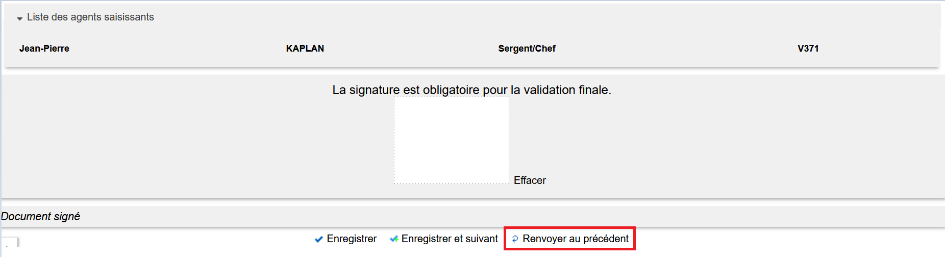 Liste des agents saisissants
Jean-Pierre KAPLAN Sergent/Chef V371
La signature est obligatoire pour la validation finale.
Effacer
Document signé
Enregistrer Enregistrer et suivant Renvoyer au précédent